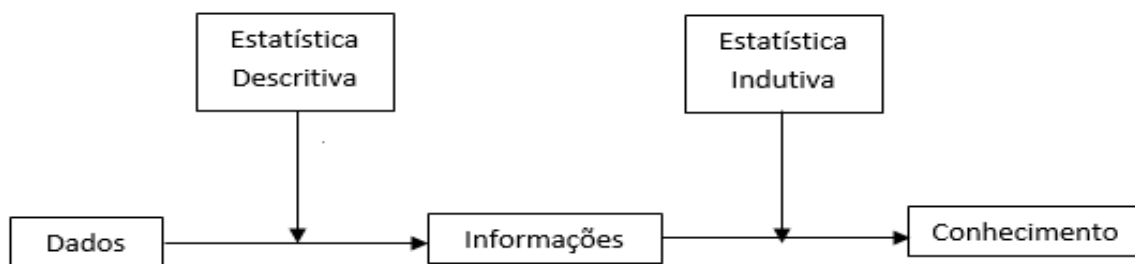 Estatística
Descritiva
Estatística
Indutiva
Dados
Informações
Conhecimento